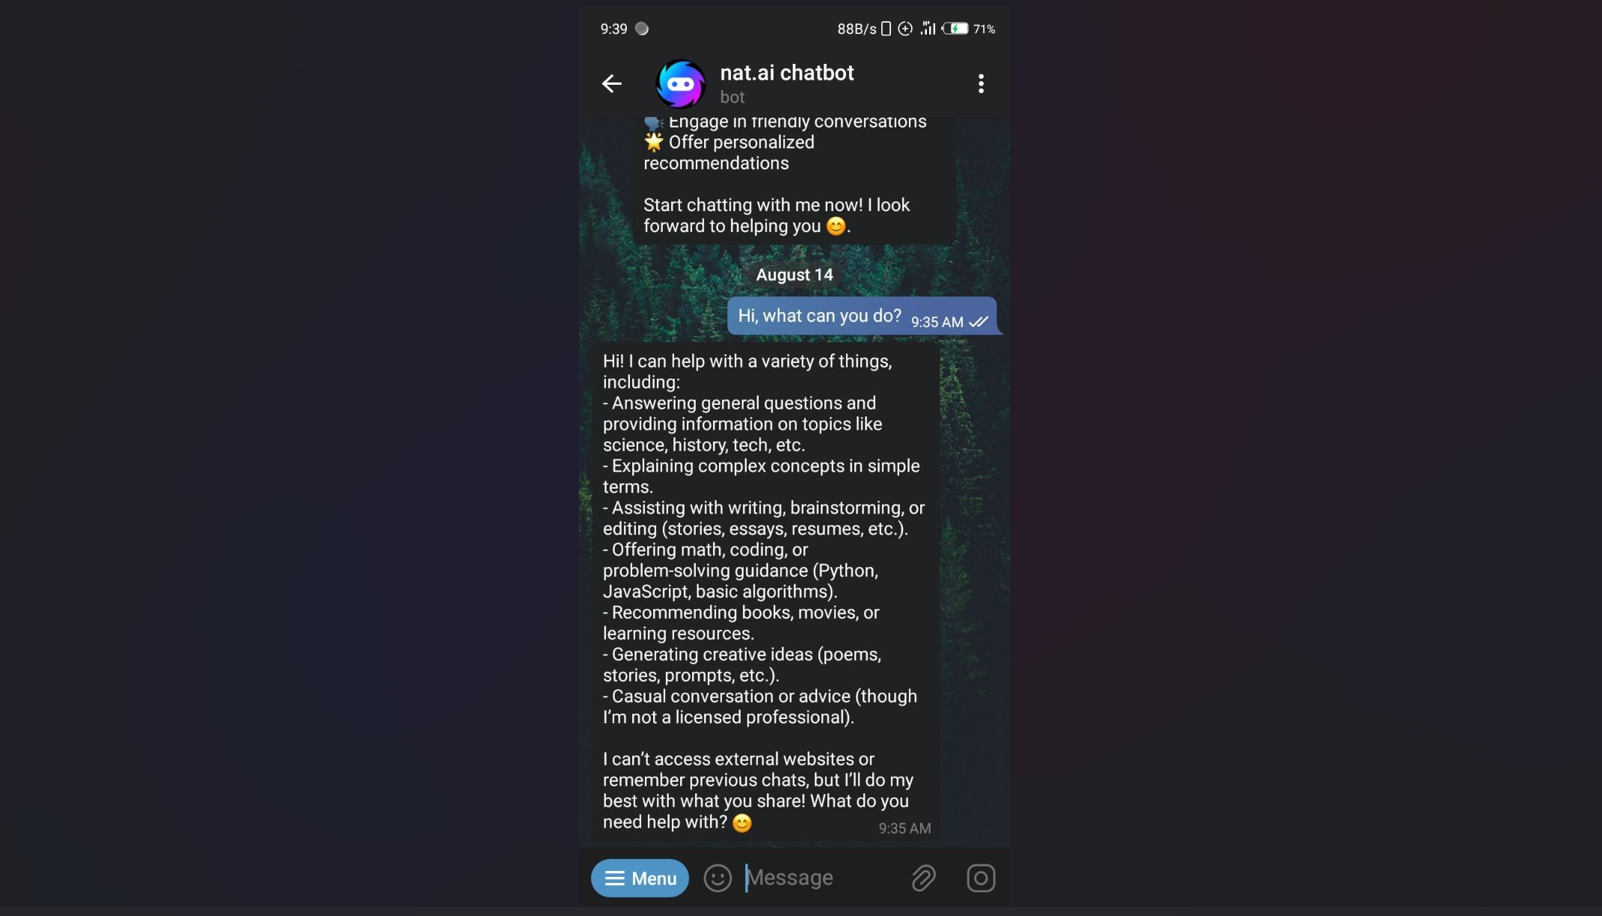 9:39 88B/s 71%
nat.ai chatbot
bot
🗣️ Engage in friendly conversations
🌟 Offer personalized
recommendations
Start chatting with me now! I look
forward to helping you 😊.
August 14
Hi, what can you do? 9:35 AM
Hi! I can help with a variety of things,
including:
- Answering general questions and
providing information on topics like
science, history, tech, etc.
- Explaining complex concepts in simple
terms.
- Assisting with writing, brainstorming, or
editing (stories, essays, resumes, etc.).
- Offering math, coding, or
problem-solving guidance (Python,
JavaScript, basic algorithms).
- Recommending books, movies, or
learning resources.
- Generating creative ideas (poems,
stories, prompts, etc.).
- Casual conversation or advice (though
I’m not a licensed professional).
I can’t access external websites or
remember previous chats, but I’ll do my
best with what you share! What do you
need help with? 😊 9:35 AM
Menu Message